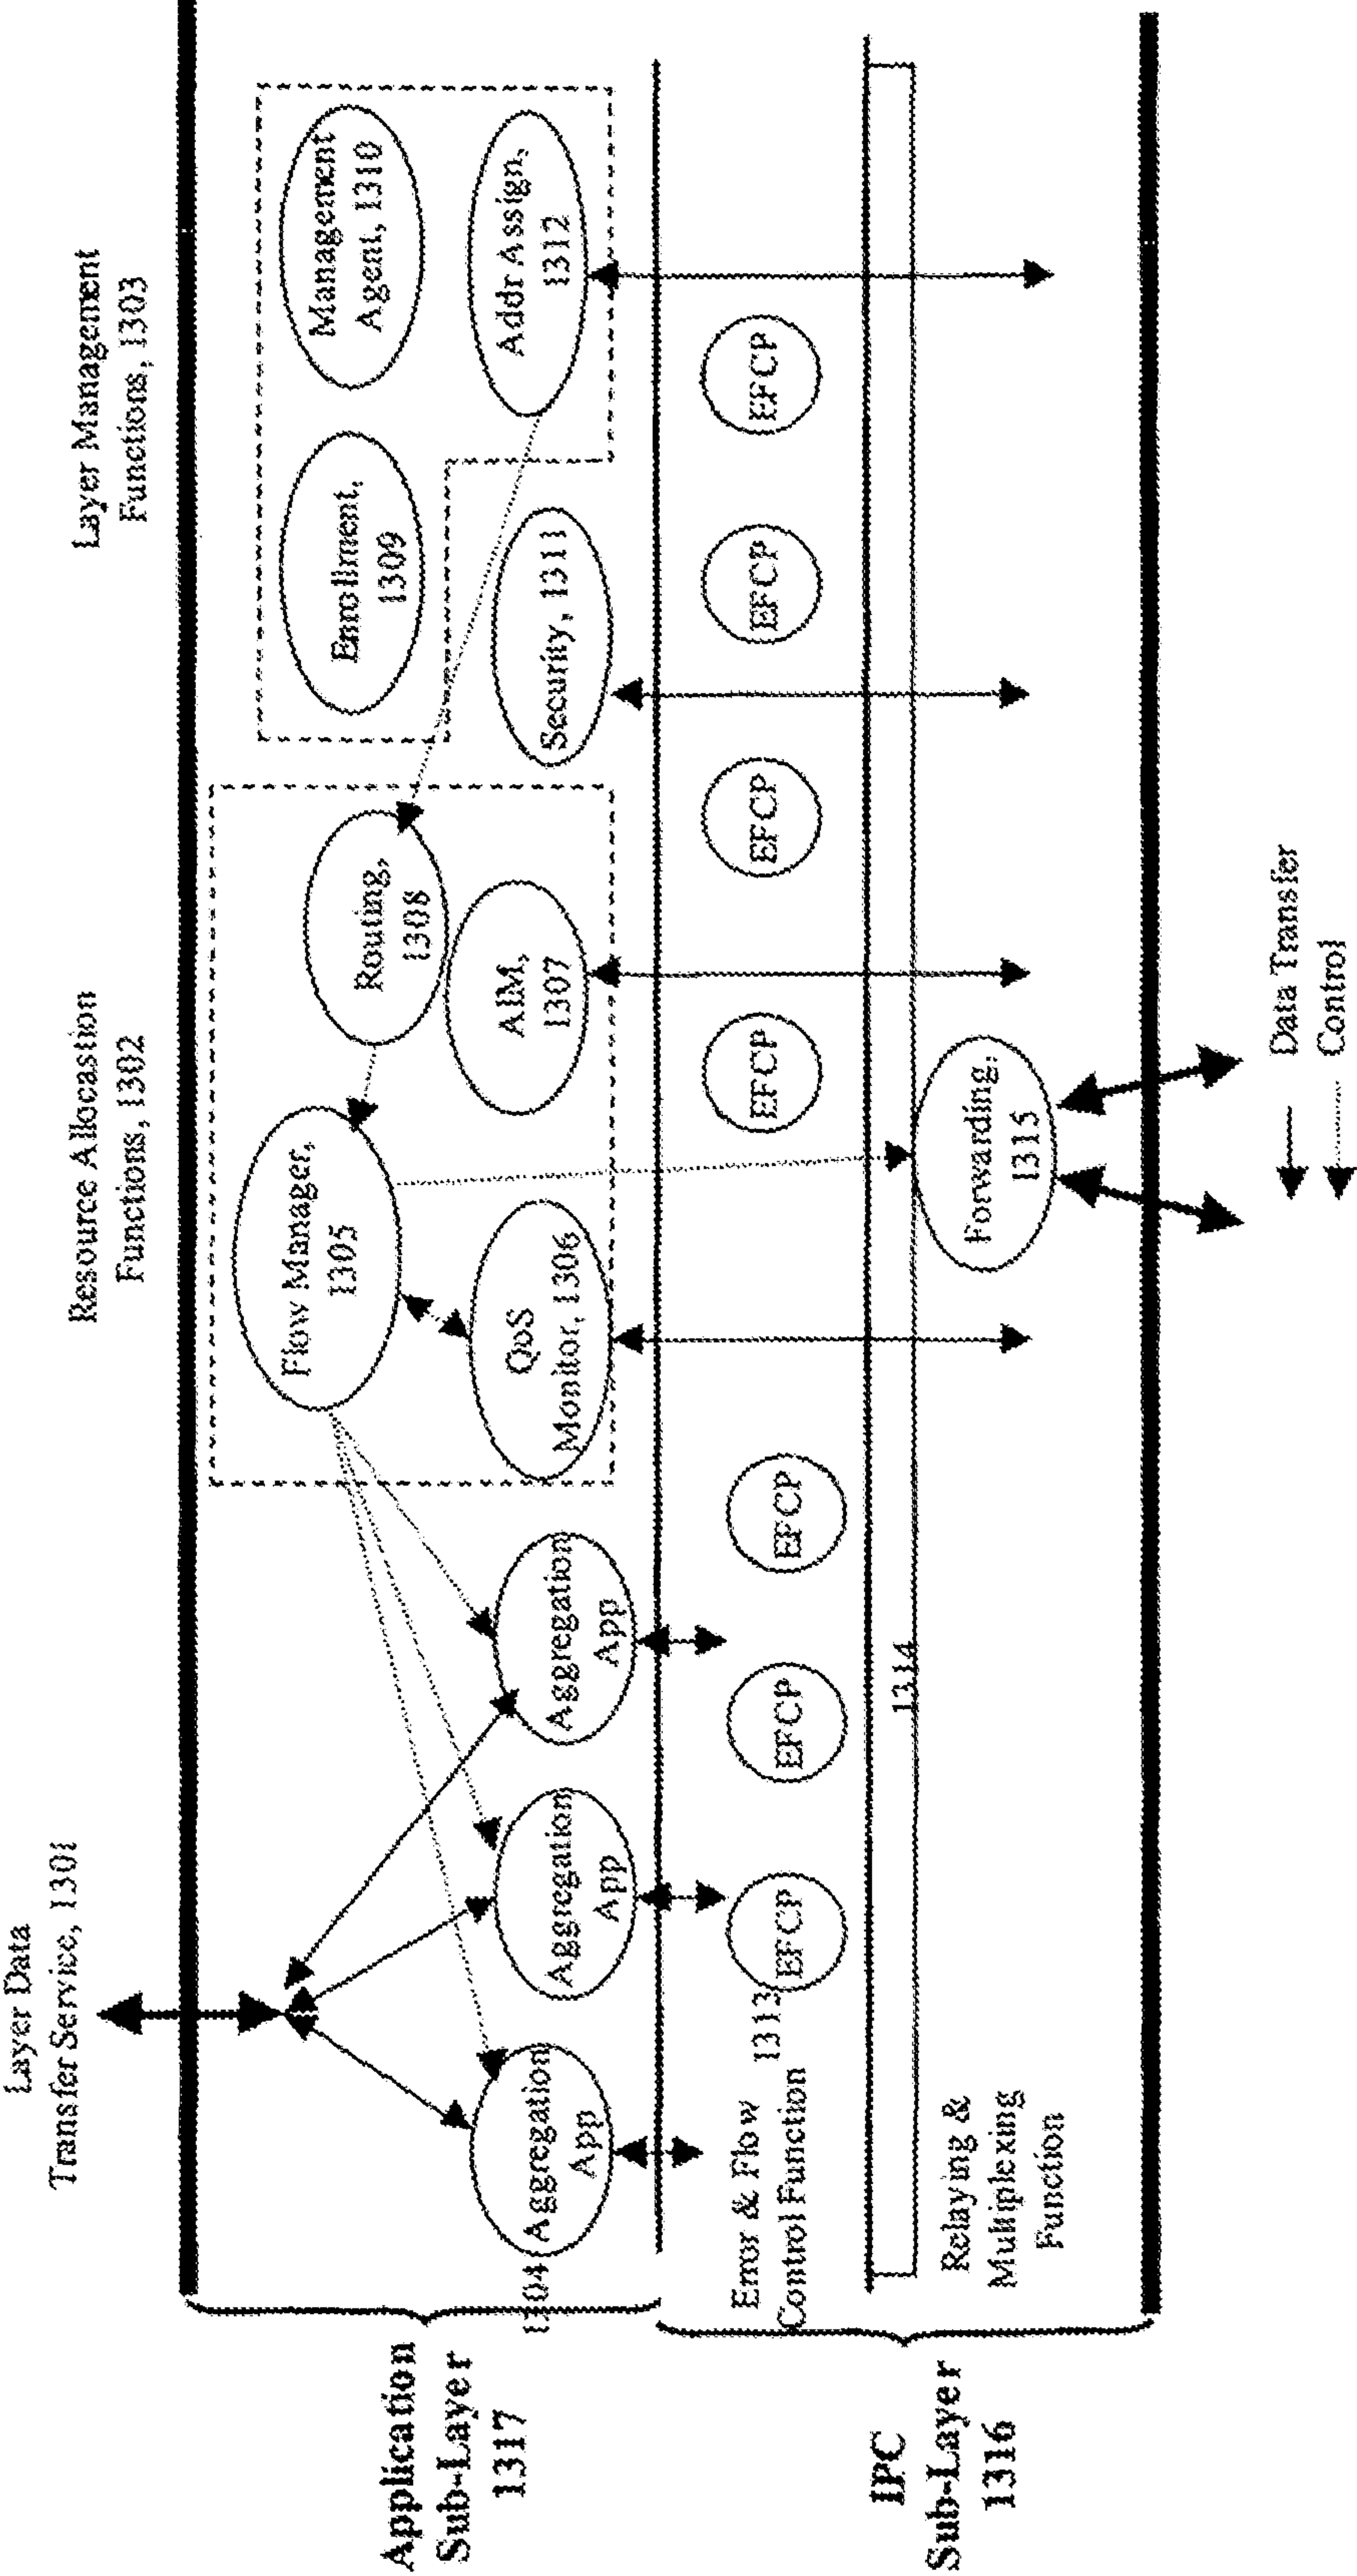 Layer Data
Transfer Service, 1301
Resource Allocastion
Functions, 1302
Layer Management
Functions, 1303
Application
Sub-Layer
1317
Flow Manager,
1305
Routing,
1308
Enrollment,
1309
Management
Agent, 1310
1304
Aggregation
App
Aggregation
App
Aggregation
App
QoS
Monitor, 1306
AIM,
1307
Security, 1311
Addr Assign,
1312
IPC
Sub-Layer
1316
Error & Flow
Control Function
1313
EFCP
EFCP
EFCP
EFCP
EFCP
EFCP
EFCP
1314
Relaying &
Multiplexing
Function
Forwarding,
1315
Data Transfer
Control